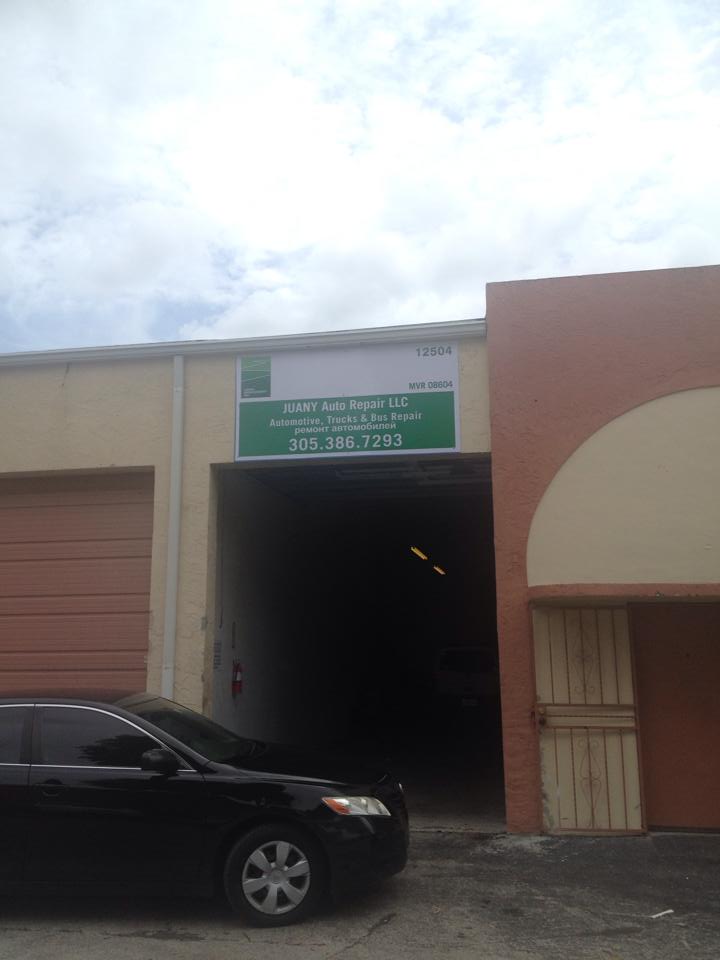 12504
MVR 08604
JUANY Auto Repair LLC
Automotive, Trucks & Bus Repair
ремонт автомобилей
305.386.7293